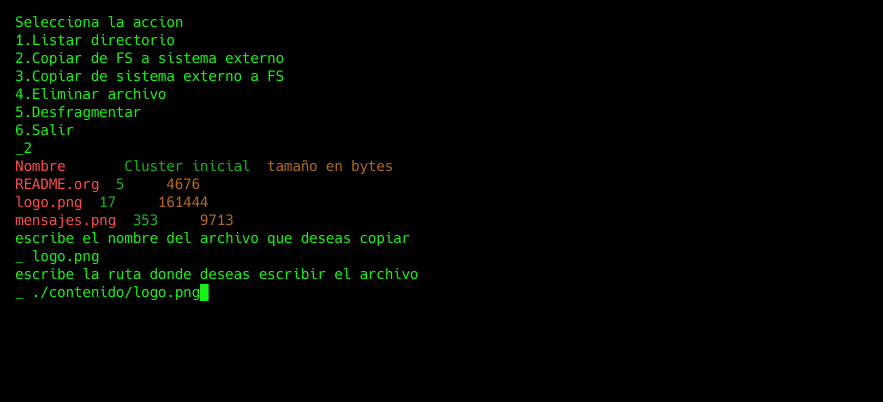 Selecciona la accion
1.Listar directorio
2.Copiar de FS a sistema externo
3.Copiar de sistema externo a FS
4.Eliminar archivo
5.Desfragmentar
6.Salir
_2
Nombre       Cluster inicial  tamaño en bytes
README.org  5     4676
logo.png  17     161444
mensajes.png  353     9713
escribe el nombre del archivo que deseas copiar
_ logo.png
escribe la ruta donde deseas escribir el archivo
_ ./contenido/logo.png